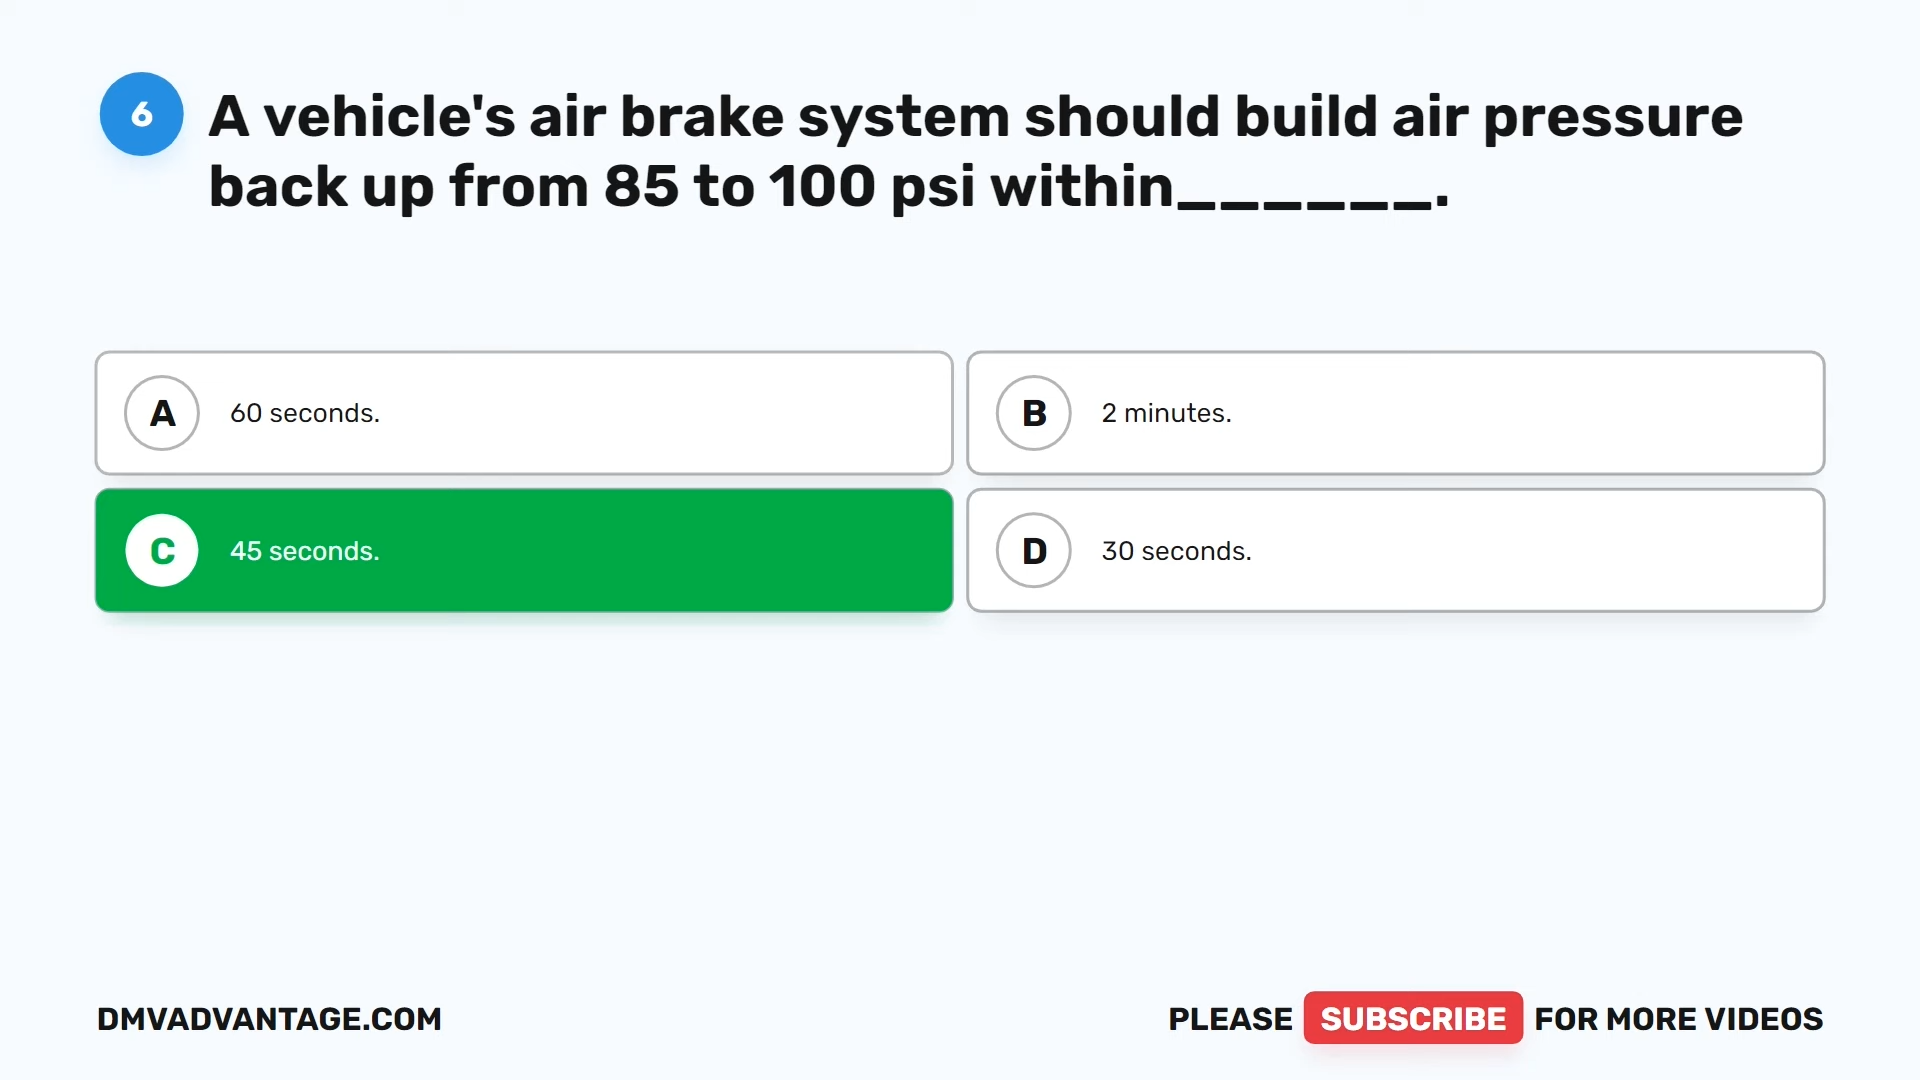 6
A vehicle's air brake system should build air pressure
back up from 85 to 100 psi within______.
A 60 seconds.
B 2 minutes.
C 45 seconds.
D 30 seconds.
DMVADVANTAGE.COM
PLEASE SUBSCRIBE FOR MORE VIDEOS